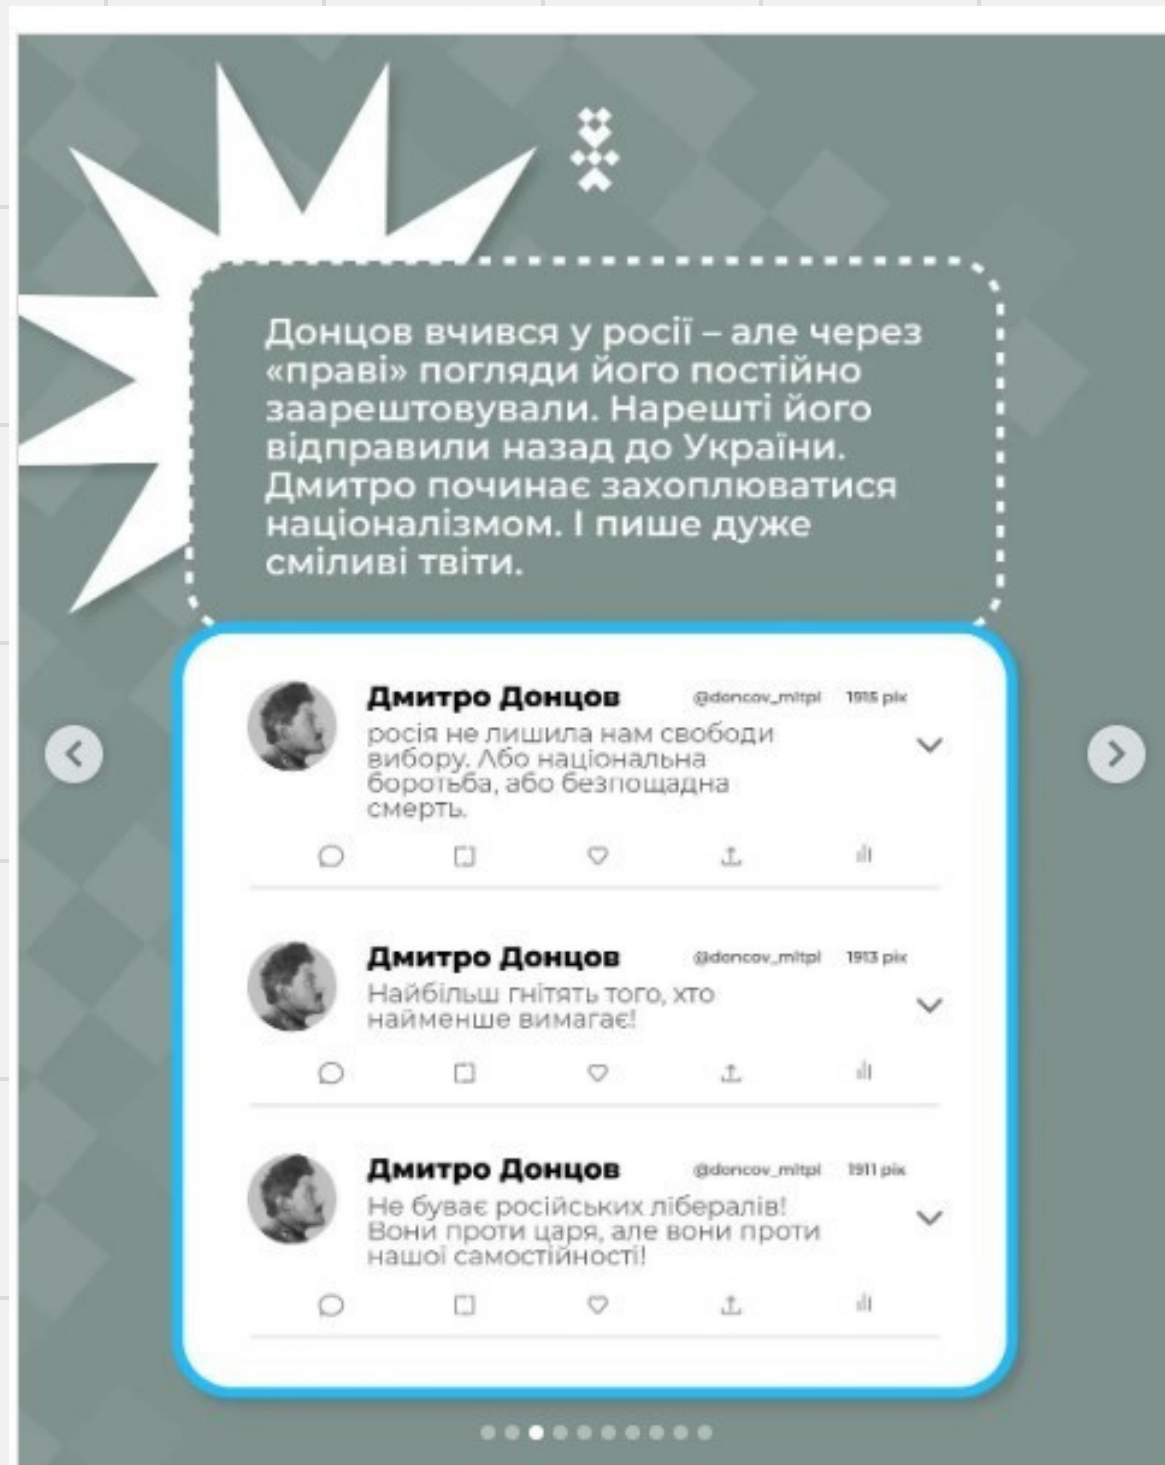 Донцов вчився у росії – але через
«праві» погляди його постійно
заарештовували. Нарешті його
відправили назад до України.
Дмитро починає захоплюватися
націоналізмом. І пише дуже
сміливі твіти.
Дмитро Донцов @doncov_mltpl 1915 рік
росія не лишила нам свободи
вибору. Або національна
боротьба, або безпощадна
смерть.
Дмитро Донцов @doncov_mltpl 1913 рік
Найбільш гнітять того, хто
найменше вимагає!
Дмитро Донцов @doncov_mltpl 1911 рік
Не буває російських лібералів!
Вони проти царя, але вони проти
нашої самостійності!